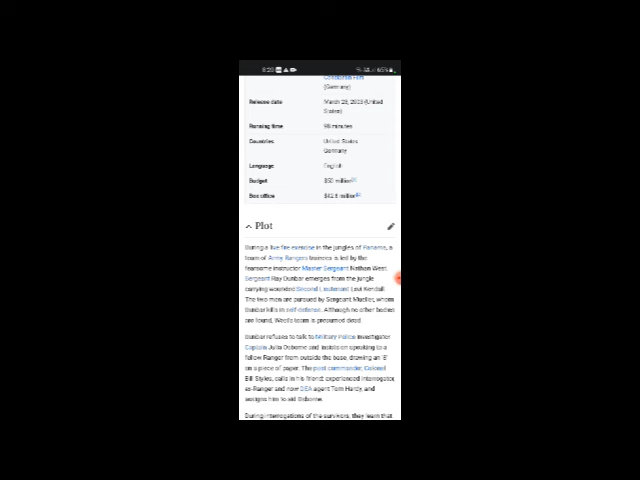 (Germany)
Release date
March 28, 2003 (United
States)
Running time
98 minutes
Countries
United States
Germany
Language
English
Budget
$50 million
Box office
$42.6 million
Plot
During a live fire exercise in the jungles of Panama, a
team of Army Rangers trainees is led by the
fearsome instructor Master Sergeant Nathan West.
Sergeant Ray Dunbar emerges from the jungle
carrying wounded Second Lieutenant Levi Kendall.
The two men are pursued by Sergeant Mueller, whom
Dunbar kills in self-defense. Although no other bodies
are found, West's team is presumed dead.
Dunbar refuses to talk to Military Police investigator
Captain Julia Osborne and insists on speaking to a
fellow Ranger from outside the base, drawing an '8'
on a piece of paper. The post commander, Colonel
Bill Styles, calls in his friend, experienced interrogator,
ex-Ranger and now DEA agent Tom Hardy, and
assigns him to aid Osborne.
During interrogations of the survivors, they learn that